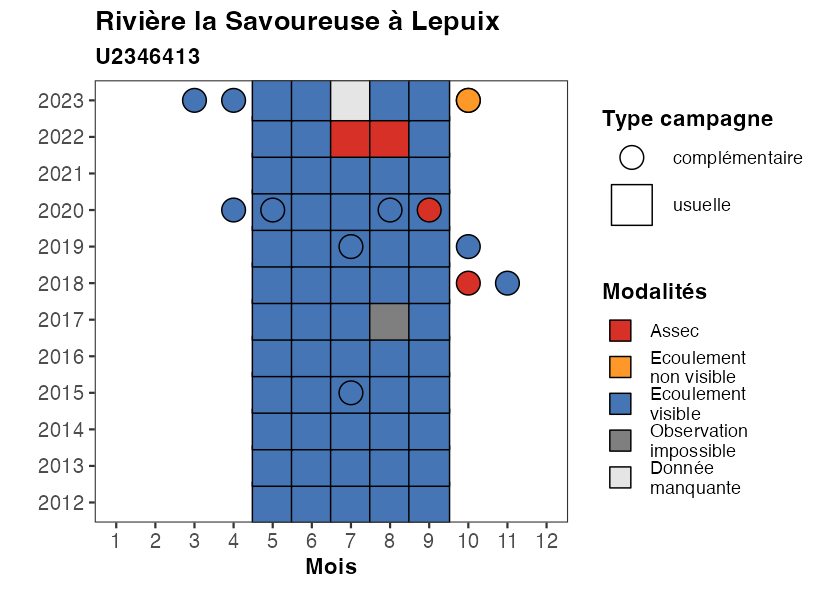 Rivière la Savoureuse à Lepuix
U2346413
2023
2022
2021
2020
2019
2018
2017
2016
2015
2014
2013
2012
1 2 3 4 5 6 7 8 9 10 11 12
Mois
Type campagne
complémentaire
usuelle
Modalités
Assec
Ecoulement
non visible
Ecoulement
visible
Observation
impossible
Donnée
manquante